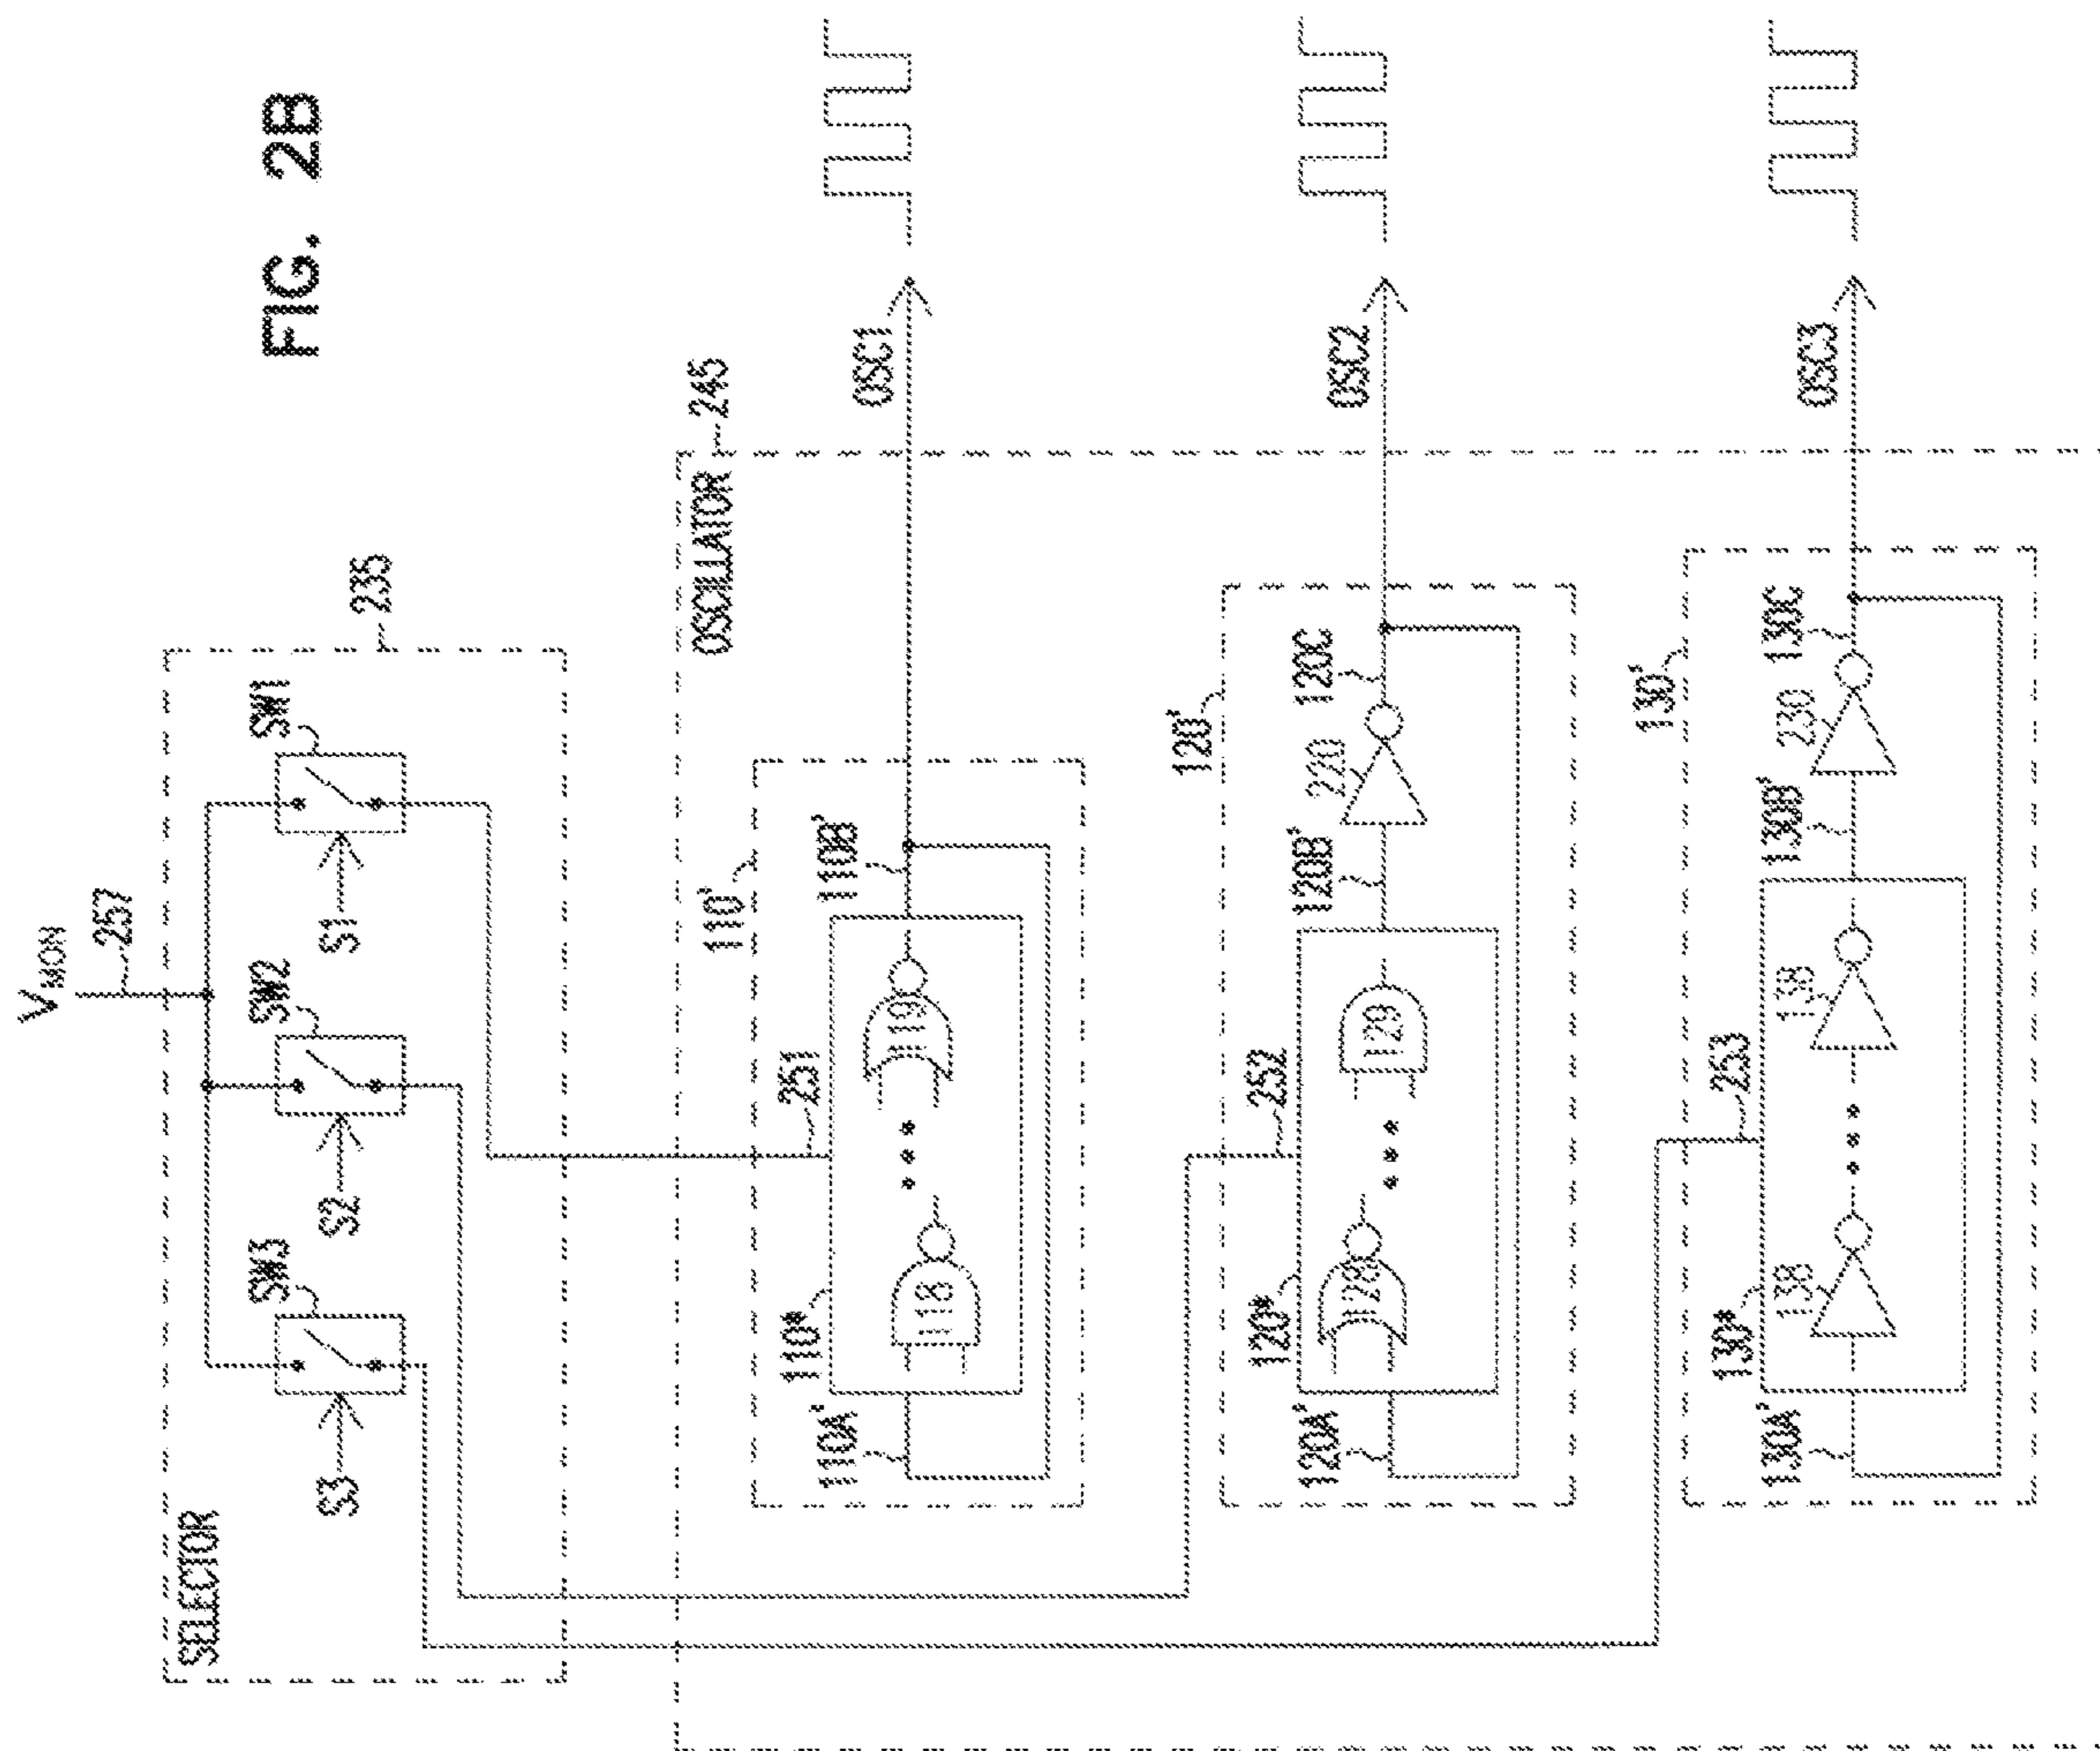 FIG. 2B
V_MON
257
SELECTOR
235
SW3
SW2
SW1
S3
S2
S1
OSCILLATOR
245
110'
251
110*
110A'
118
119
110B'
OSC1
120'
252
120*
120A'
128
129
120B'
220
120C
OSC2
130'
253
130*
130A'
138
138
130B'
230
130C
OSC3